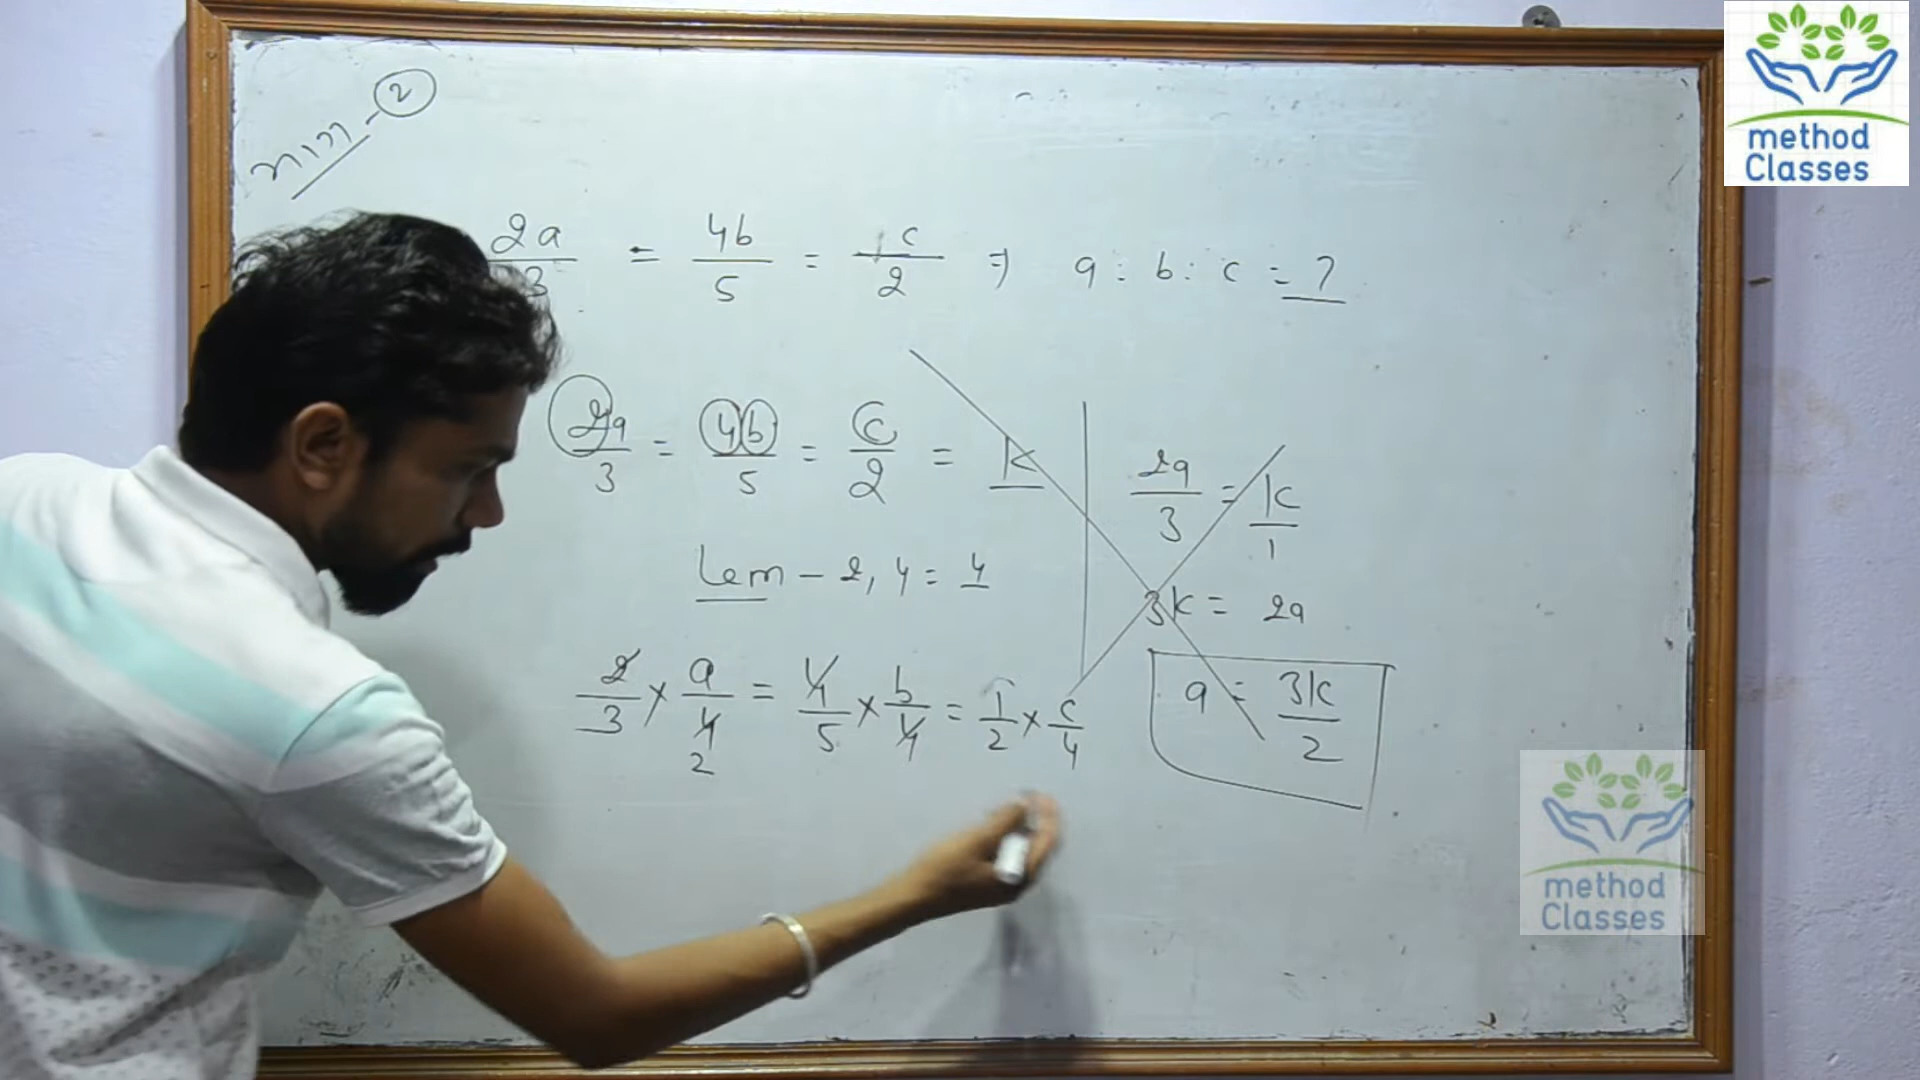 भाग - 2
2a/3 = 4b/5 = c/2 ⇒ a : b : c = ?
2a/3 = 4b/5 = c/2 = k
Lcm - 2, 4 = 4
2/3 × a/4 = 4/5 × b/4 = 1/2 × c/4
2
2a/3 = k/1
3k = 2a
a = 3k/2
method
Classes
method
Classes